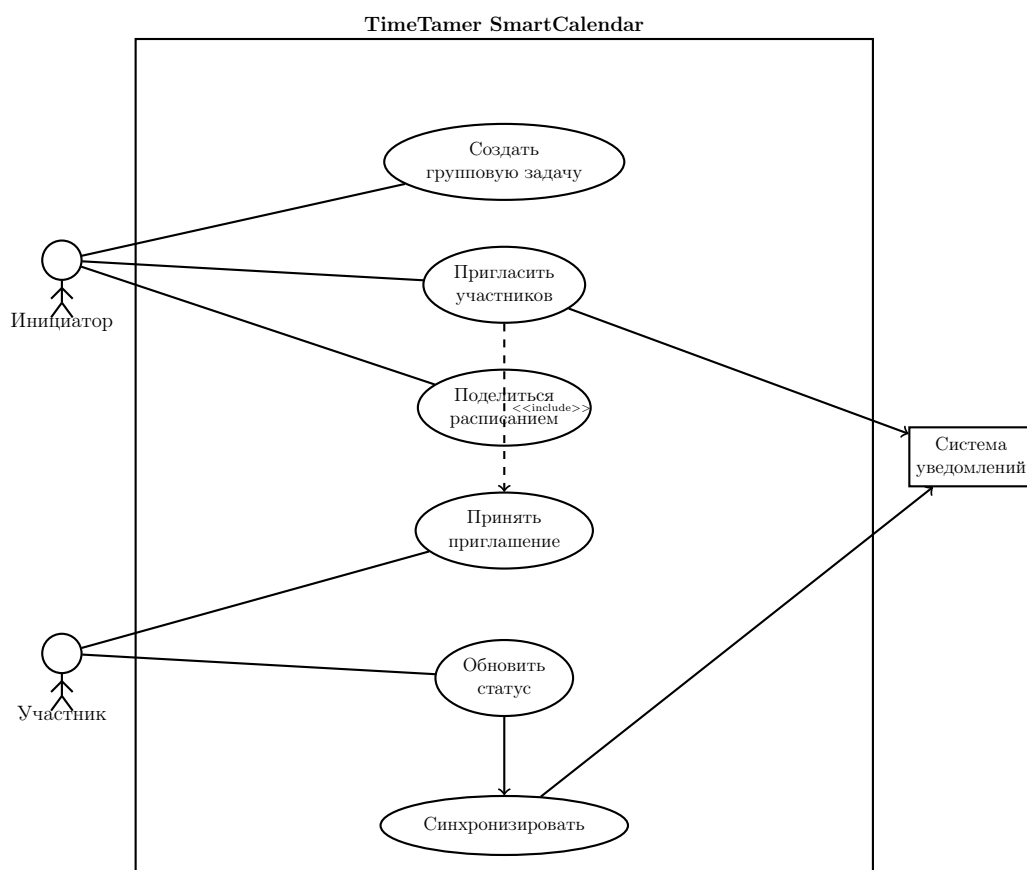 TimeTamer SmartCalendar
Создать
групповую задачу
Пригласить
участников
Инициатор
Поделиться
<<include>>
расписанием
Система
уведомлений
Принять
приглашение
Обновить
статус
Участник
Синхронизировать